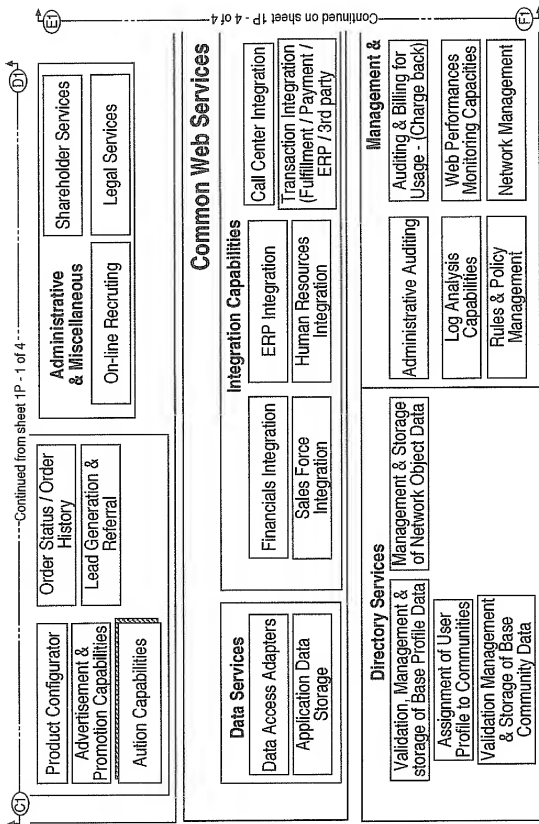 Continued from sheet 1P - 1 of 4
C1
D1
Product Configurator
Advertisement &
Promotion Capabilities
Aution Capabilities
Order Status / Order
History
Lead Generation &
Referral
Administrative
& Miscellaneous
On-line Recruting
Shareholder Services
Legal Services
E1
Continued on sheet 1P - 4 of 4
F1
Common Web Services
Data Services
Data Access Adapters
Application Data
Storage
Integration Capabilities
Financials Integration
Sales Force
Integration
ERP Integration
Human Resources
Integration
Call Center Integration
Transaction Integration
(Fulfillment / Payment /
ERP / 3rd party
Directory Services
Validation, Management &
storage of Base Profile Data
Assignment of User
Profile to Communities
Validation Management
& Storage of Base
Community Data
Management & Storage
of Network Object Data
Management &
Administrative Auditing
Log Analysis
Capabilities
Rules & Policy
Management
Auditing & Billing for
Usage - (Charge back)
Web Performances
Monitoring Capacities
Network Management